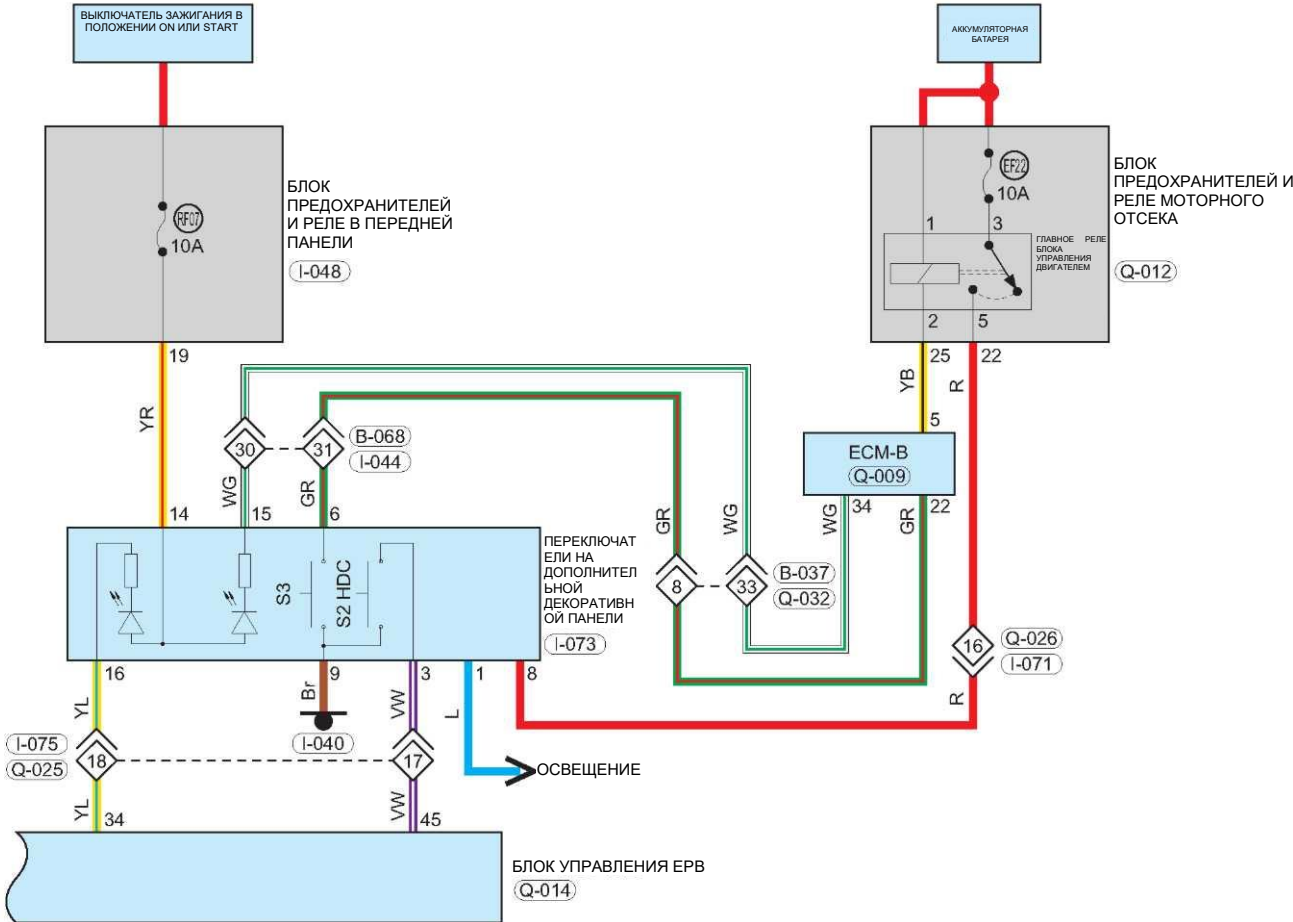 ВЫКЛЮЧАТЕЛЬ ЗАЖИГАНИЯ В
ПОЛОЖЕНИИ ON ИЛИ START
АККУМУЛЯТОРНАЯ
БАТАРЕЯ
RF07
10A
БЛОК
ПРЕДОХРАНИТЕЛЕЙ
И РЕЛЕ В ПЕРЕДНЕЙ
ПАНЕЛИ
I-048
EF22
10A
1
3
ГЛАВНОЕ РЕЛЕ
БЛОКА
УПРАВЛЕНИЯ
ДВИГАТЕЛЕМ
2
5
БЛОК
ПРЕДОХРАНИТЕЛЕЙ И
РЕЛЕ МОТОРНОГО
ОТСЕКА
Q-012
19
25
22
YR
YB
R
5
30
31
B-068
I-044
ECM-B
Q-009
WG
GR
34
22
WG
GR
GR
WG
14
15
6
S3
S2 HDC
ПЕРЕКЛЮЧАТ
ЕЛИ НА
ДОПОЛНИТЕЛ
ЬНОЙ
ДЕКОРАТИВН
ОЙ ПАНЕЛИ
I-073
8
33
B-037
Q-032
16
Q-026
I-071
R
16
9
3
1
8
YL
Br
VW
L
I-040
I-075
Q-025
18
17
ОСВЕЩЕНИЕ
YL
34
VW
45
БЛОК УПРАВЛЕНИЯ EPB
Q-014